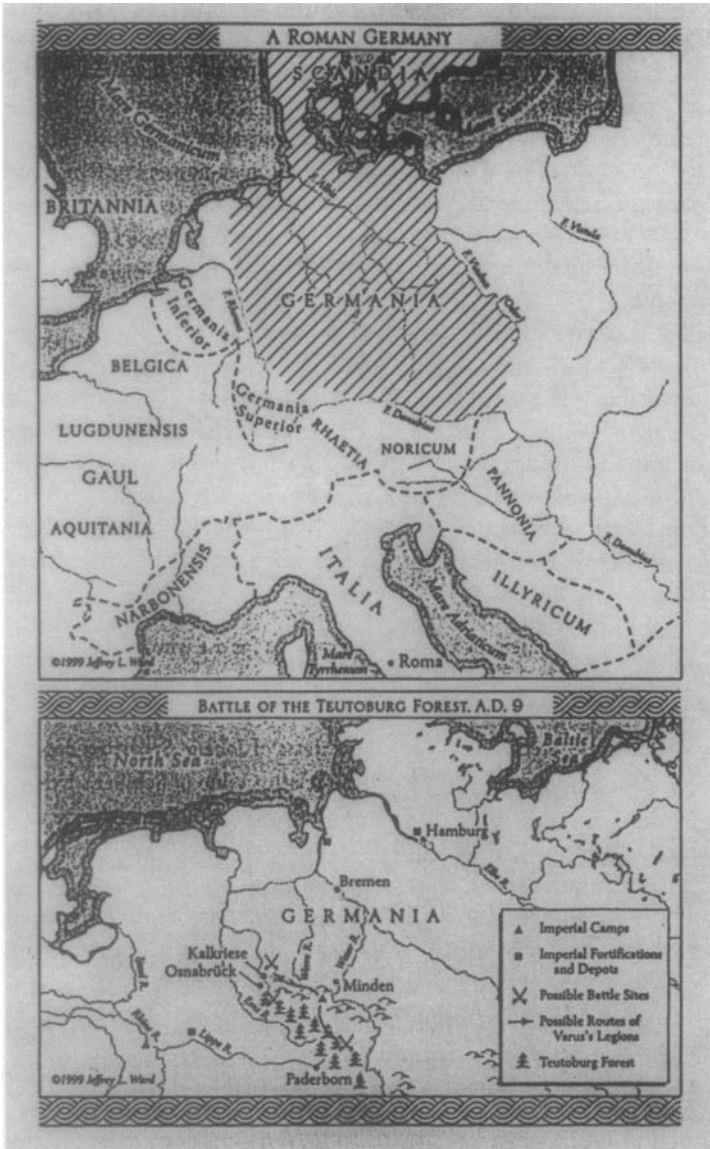 A ROMAN GERMANY
SCANDIA
Mare Germanicum
Mare Suevicum
BRITANNIA
F. Albis
F. Vistula
F. Viadua (Oder)
GERMANIA
F. Rhenus
Germania
Inferior
BELGICA
Germania
Superior
F. Danubius
RHAETIA
NORICUM
LUGDUNENSIS
GAUL
PANNONIA
AQUITANIA
F. Danubius
NARBONENSIS
ITALIA
ILLYRICUM
Mare Adriaticum
Mare
Tyrrhenum
Roma
©1999 Jeffrey L. Ward
BATTLE OF THE TEUTOBURG FOREST, A.D. 9
North Sea
Baltic
Sea
Hamburg
Elbe R.
Bremen
GERMANIA
Kalkriese
Osnabrück
Weser R.
Minden
Ems R.
Rhine R.
Lippe R.
Paderborn
©1999 Jeffrey L. Ward
Imperial Camps
Imperial Fortifications
and Depots
Possible Battle Sites
Possible Routes of
Varus's Legions
Teutoburg Forest